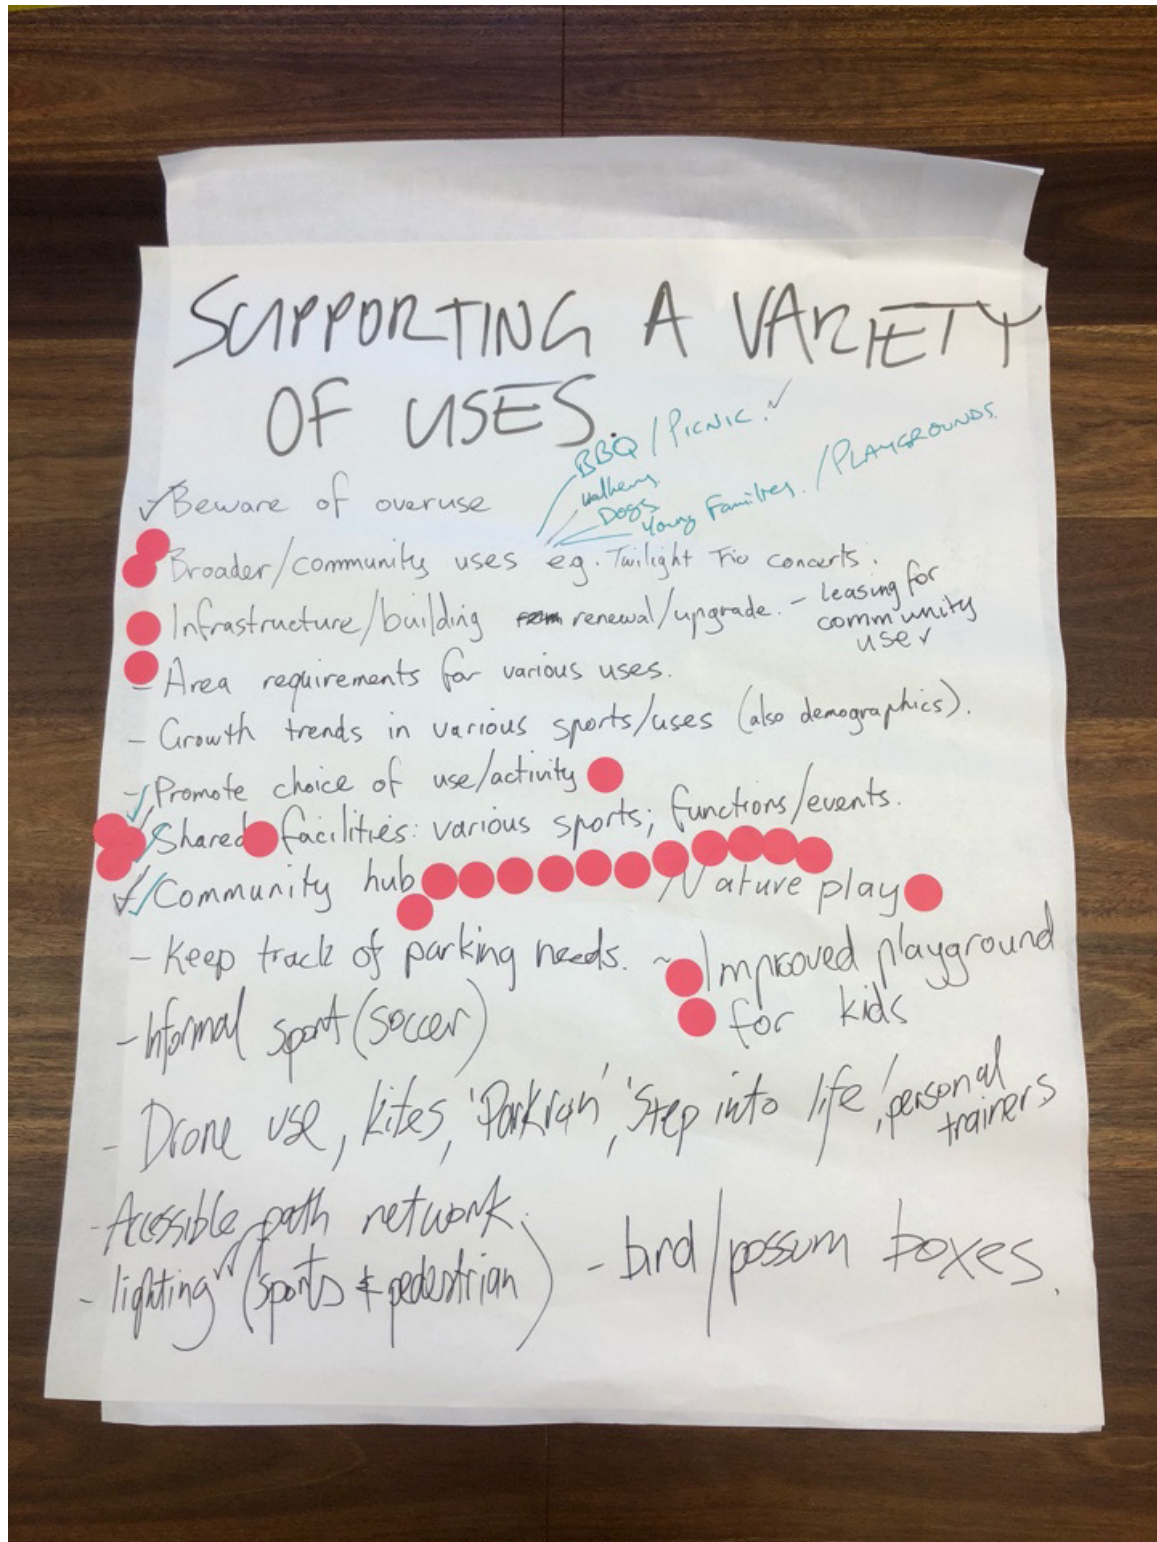 SUPPORTING A VARIETY
OF USES.
BBQ / PICNIC. ✓
walkers
Dogs
Young Families. / PLAYGROUNDS.
✓ Beware of overuse
Broader/community uses eg. Twilight Trio concerts.
Infrastructure/building renewal/upgrade. - leasing for
community
use ✓
- Area requirements for various uses.
- Growth trends in various sports/uses (also demographics).
- Promote choice of use/activity
Shared facilities: various sports; functions/events.
Community hub
Nature play
- Keep track of parking needs.
~ Improved playground
for kids
- Informal sport (soccer)
- Drone use, kites, 'Parkrun', 'Step into life', personal
trainers
- Accessible path network.
- lighting ✓✓ (sports & pedestrian)
- bird/possum boxes.